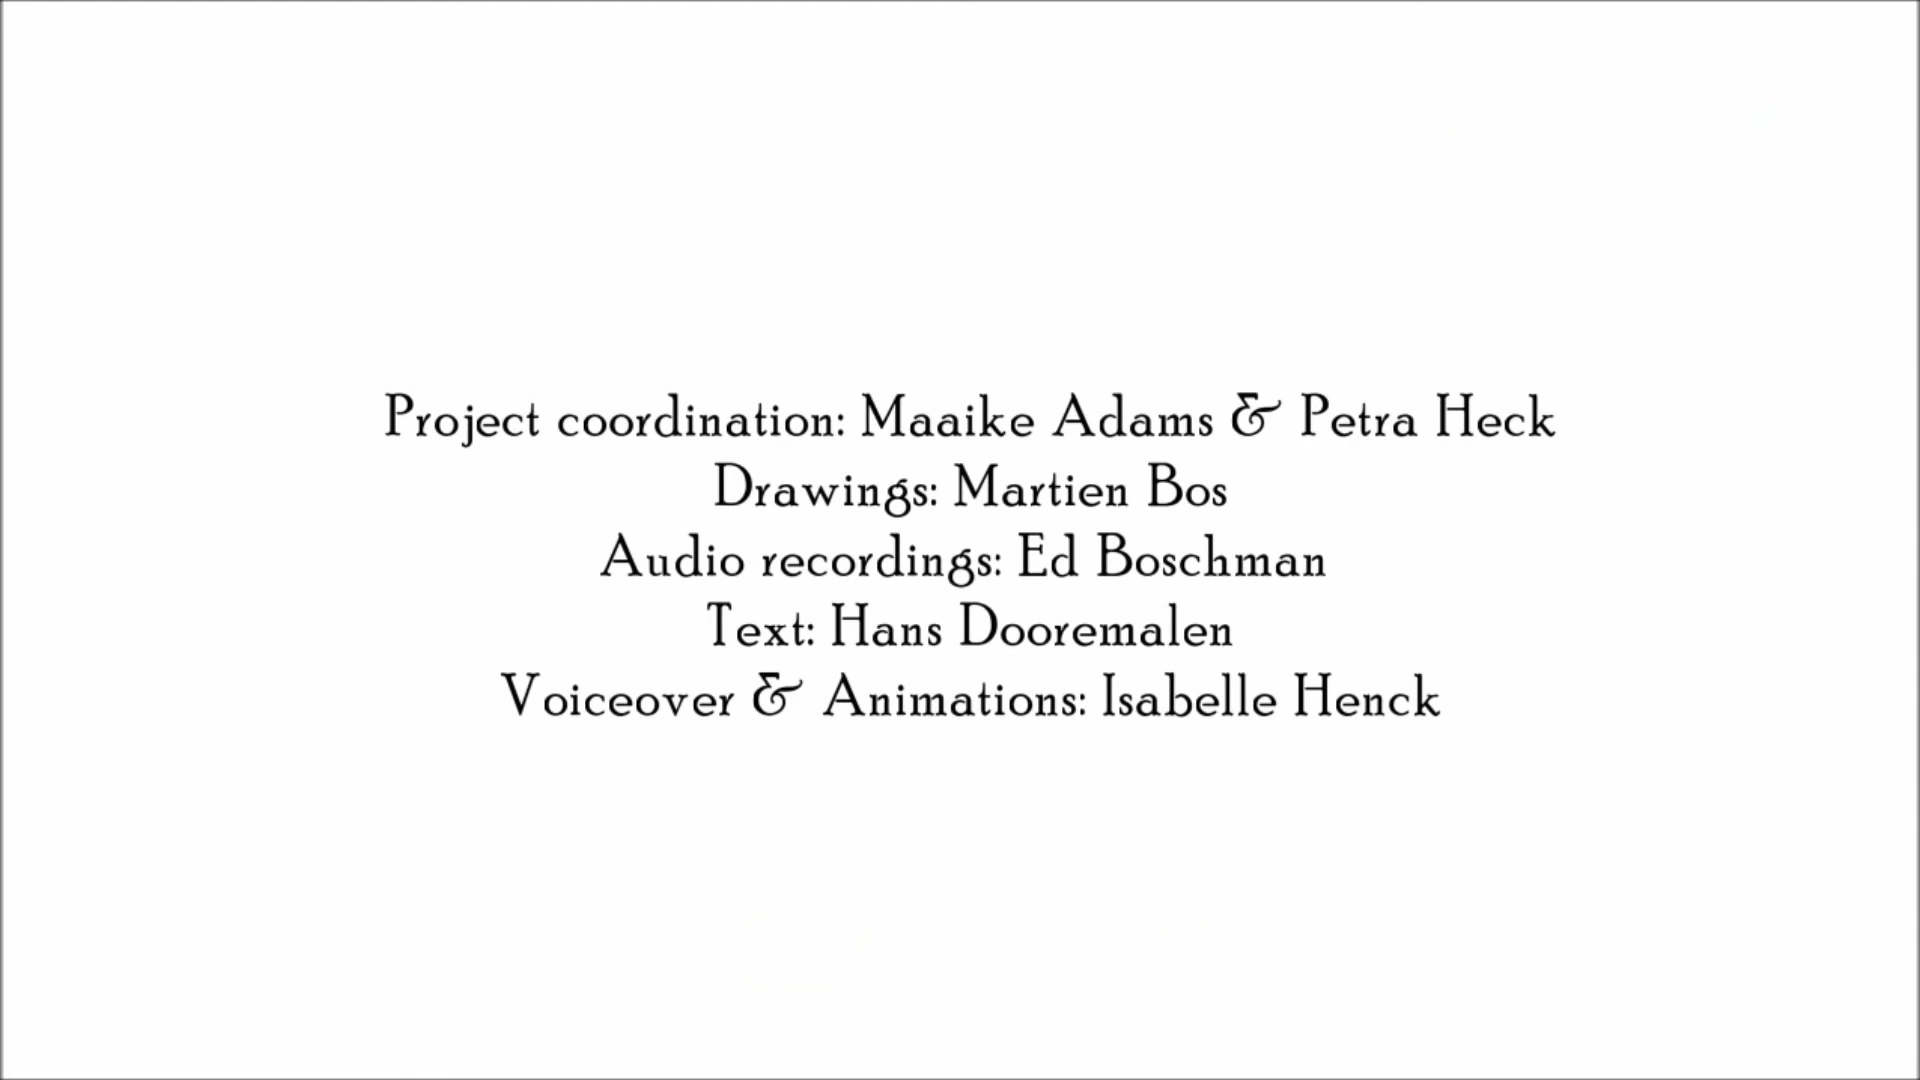 Project coordination: Maaike Adams & Petra Heck
Drawings: Martien Bos
Audio recordings: Ed Boschman
Text: Hans Dooremalen
Voiceover & Animations: Isabelle Henck